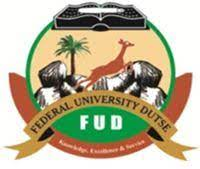 FEDERAL UNIVERSITY DUTSE
FUD
Knowledge, Excellence & Service